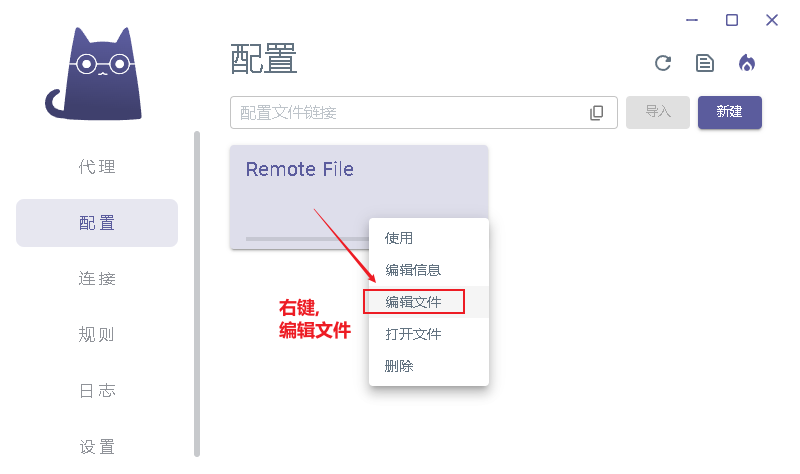 配置
配置文件链接
导入
新建
代理
配置
连接
规则
日志
设置
Remote File
使用
编辑信息
编辑文件
打开文件
删除
右键,
编辑文件